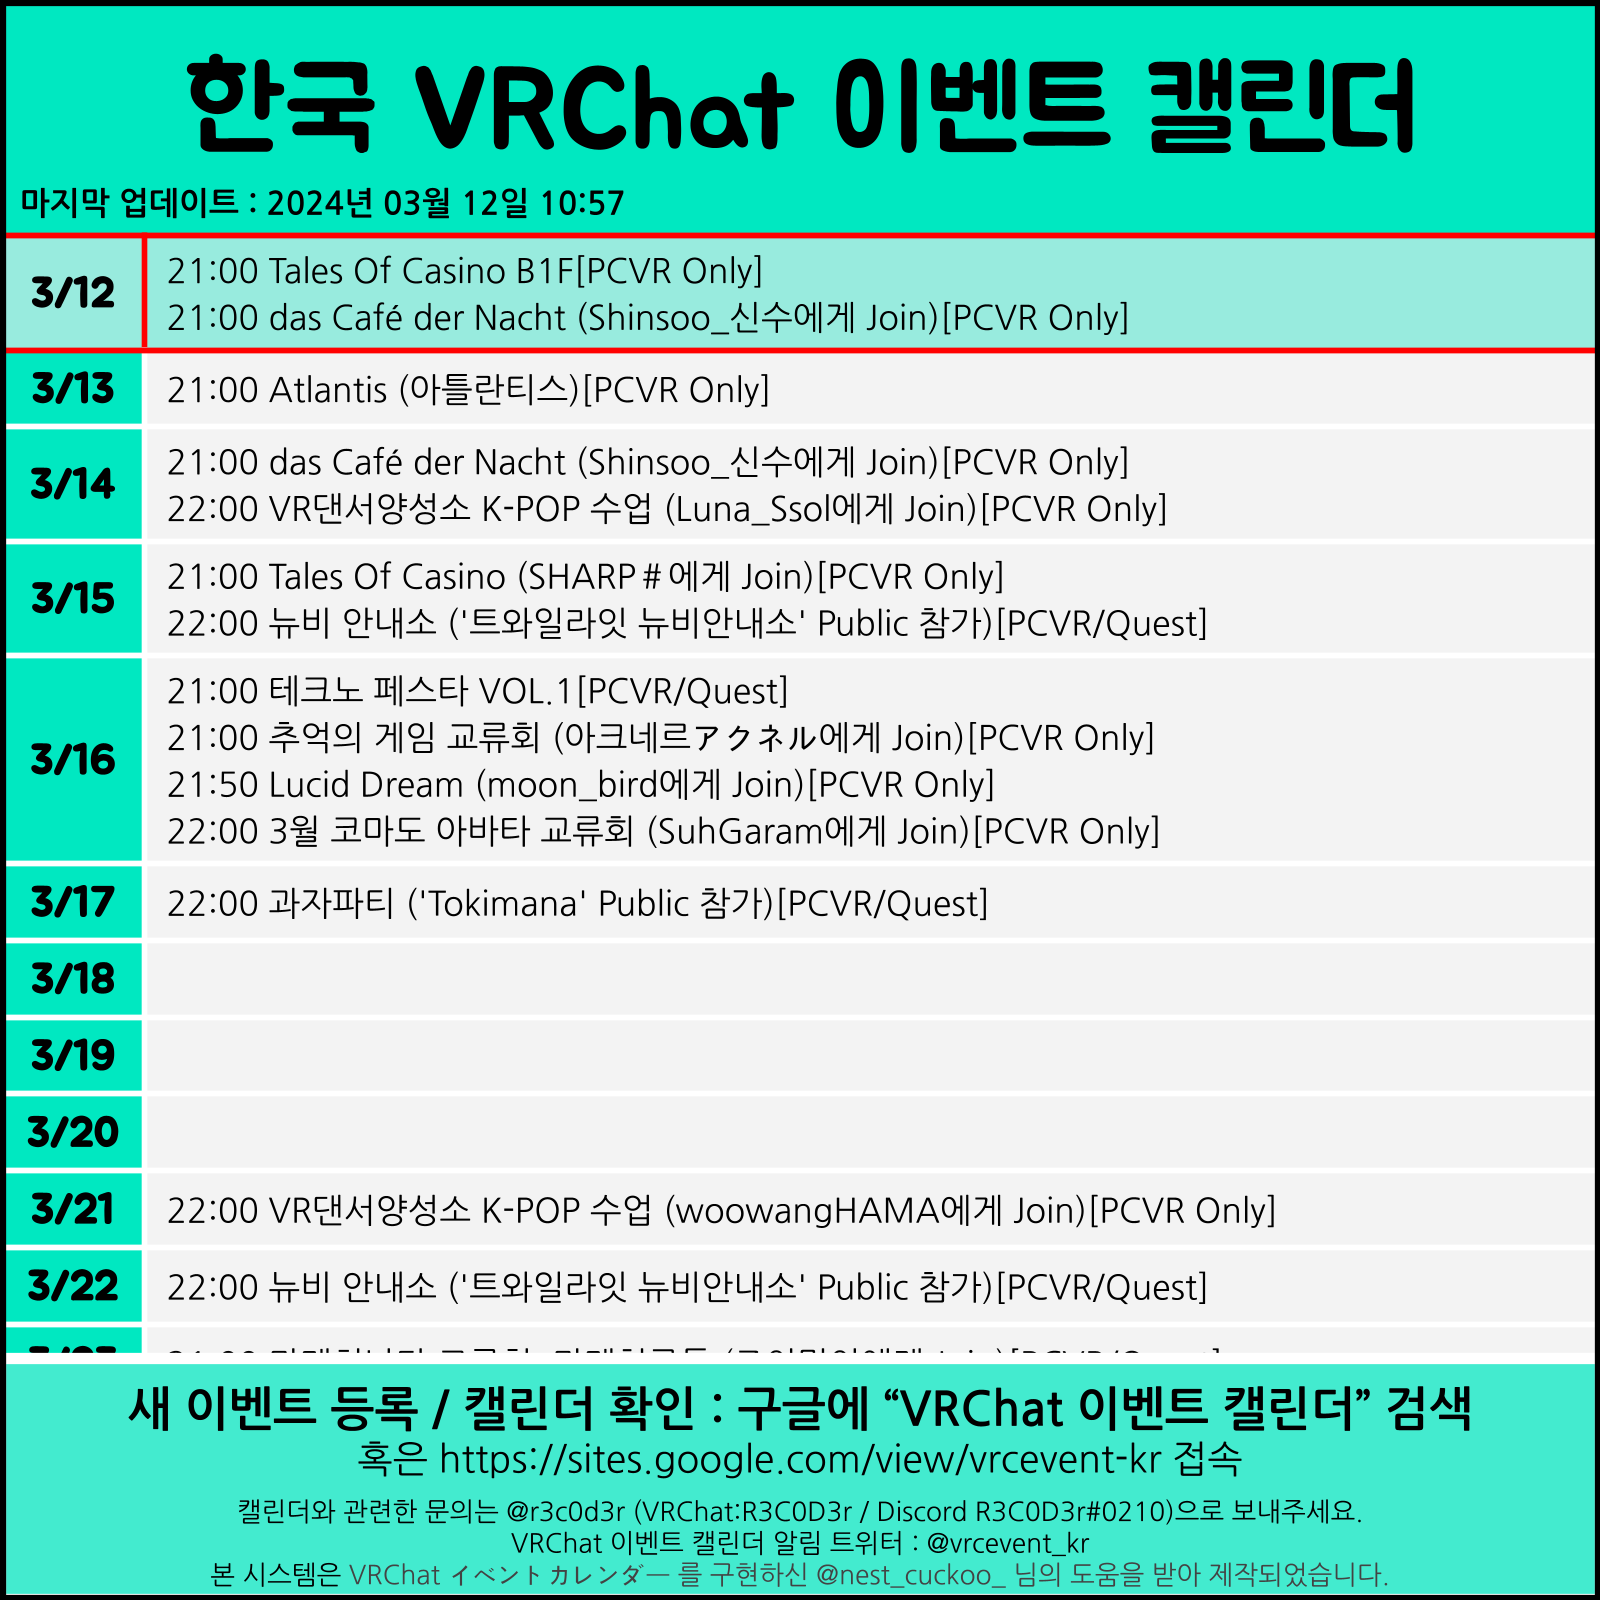 한국 VRChat 이벤트 캘린더
마지막 업데이트 : 2024년 03월 12일 10:57
3/12
21:00 Tales Of Casino B1F[PCVR Only]
21:00 das Café der Nacht (Shinsoo_신수에게 Join)[PCVR Only]
3/13
21:00 Atlantis (아틀란티스)[PCVR Only]
3/14
21:00 das Café der Nacht (Shinsoo_신수에게 Join)[PCVR Only]
22:00 VR댄서양성소 K-POP 수업 (Luna_Ssol에게 Join)[PCVR Only]
3/15
21:00 Tales Of Casino (SHARP＃에게 Join)[PCVR Only]
22:00 뉴비 안내소 ('트와일라잇 뉴비안내소' Public 참가)[PCVR/Quest]
3/16
21:00 테크노 페스타 VOL.1[PCVR/Quest]
21:00 추억의 게임 교류회 (아크네르アクネル에게 Join)[PCVR Only]
21:50 Lucid Dream (moon_bird에게 Join)[PCVR Only]
22:00 3월 코마도 아바타 교류회 (SuhGaram에게 Join)[PCVR Only]
3/17
22:00 과자파티 ('Tokimana' Public 참가)[PCVR/Quest]
3/18
3/19
3/20
3/21
22:00 VR댄서양성소 K-POP 수업 (woowangHAMA에게 Join)[PCVR Only]
3/22
22:00 뉴비 안내소 ('트와일라잇 뉴비안내소' Public 참가)[PCVR/Quest]
새 이벤트 등록 / 캘린더 확인 : 구글에 “VRChat 이벤트 캘린더” 검색
혹은 https://sites.google.com/view/vrcevent-kr 접속
캘린더와 관련한 문의는 @r3c0d3r (VRChat:R3C0D3r / Discord R3C0D3r#0210)으로 보내주세요.
VRChat 이벤트 캘린더 알림 트위터 : @vrcevent_kr
본 시스템은 VRChat イベントカレンダー 를 구현하신 @nest_cuckoo_ 님의 도움을 받아 제작되었습니다.